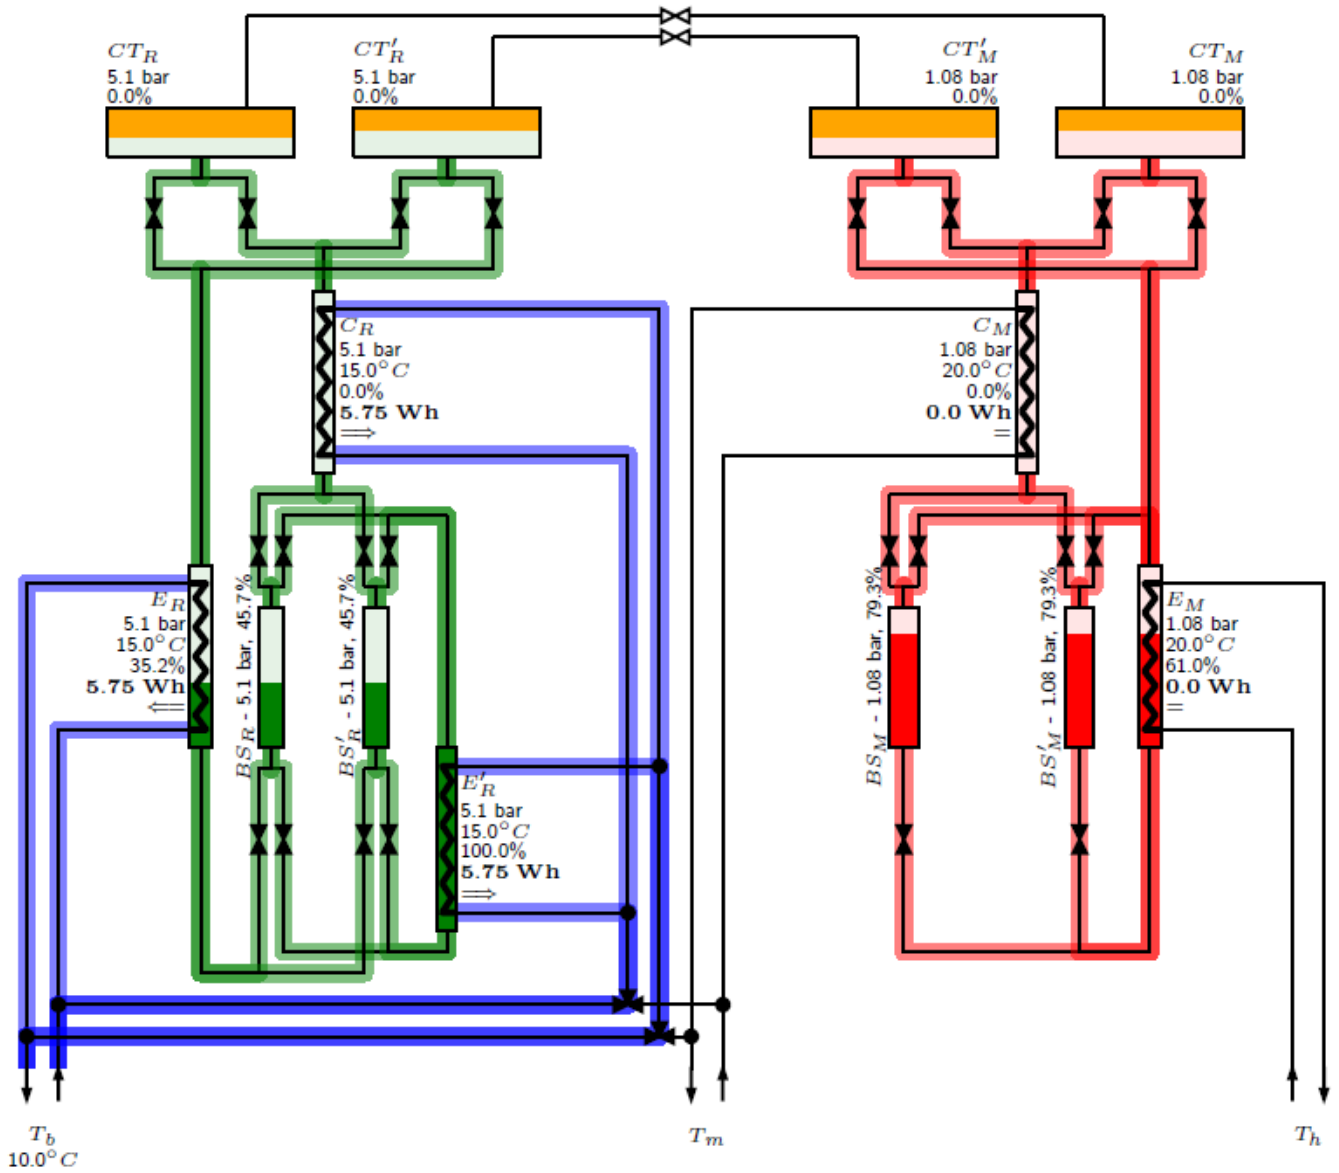 CT_R
5.1 bar
0.0%
CT'_R
5.1 bar
0.0%
CT'_M
1.08 bar
0.0%
CT_M
1.08 bar
0.0%
C_R
5.1 bar
15.0°C
0.0%
5.75 Wh
⟹
C_M
1.08 bar
20.0°C
0.0%
0.0 Wh
=
E_R
5.1 bar
15.0°C
35.2%
5.75 Wh
⟸
BS_R - 5.1 bar, 45.7%
BS'_R - 5.1 bar, 45.7%
E'_R
5.1 bar
15.0°C
100.0%
5.75 Wh
⟹
BS_M - 1.08 bar, 79.3%
BS'_M - 1.08 bar, 79.3%
E_M
1.08 bar
20.0°C
61.0%
0.0 Wh
=
T_b
10.0°C
T_m
T_h